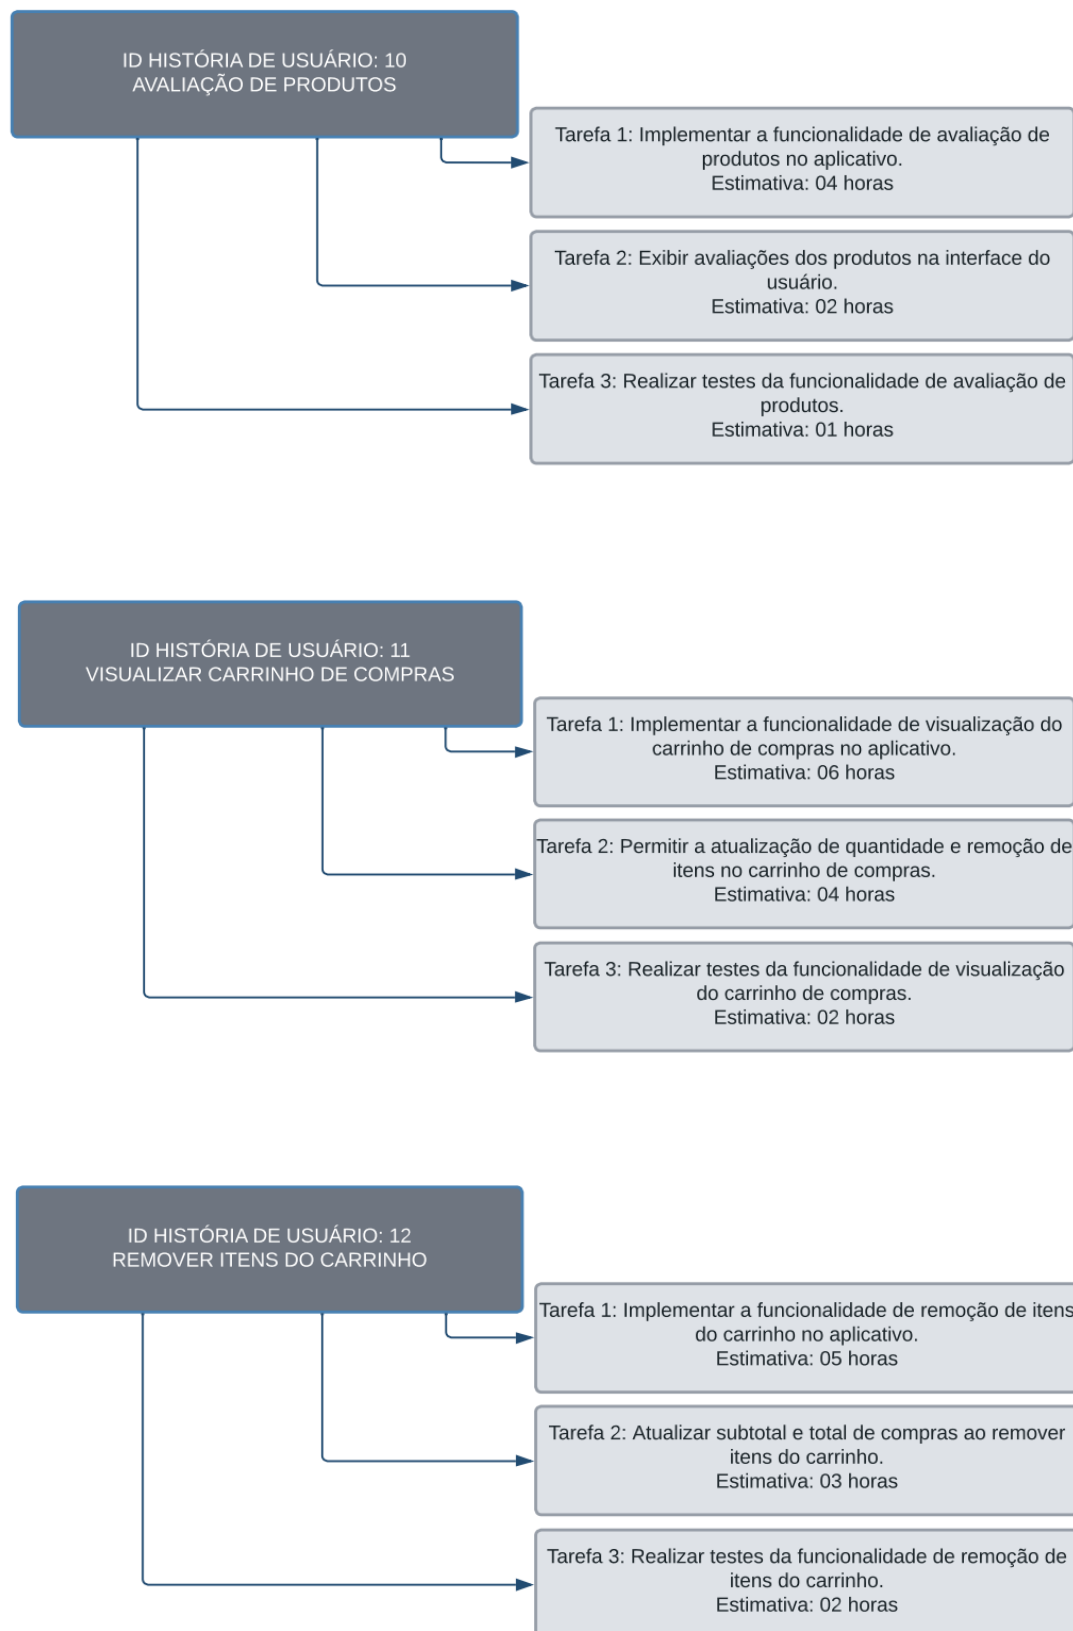 ID HISTÓRIA DE USUÁRIO: 10
AVALIAÇÃO DE PRODUTOS
Tarefa 1: Implementar a funcionalidade de avaliação de
produtos no aplicativo.
Estimativa: 04 horas
Tarefa 2: Exibir avaliações dos produtos na interface do
usuário.
Estimativa: 02 horas
Tarefa 3: Realizar testes da funcionalidade de avaliação de
produtos.
Estimativa: 01 horas
ID HISTÓRIA DE USUÁRIO: 11
VISUALIZAR CARRINHO DE COMPRAS
Tarefa 1: Implementar a funcionalidade de visualização do
carrinho de compras no aplicativo.
Estimativa: 06 horas
Tarefa 2: Permitir a atualização de quantidade e remoção de
itens no carrinho de compras.
Estimativa: 04 horas
Tarefa 3: Realizar testes da funcionalidade de visualização
do carrinho de compras.
Estimativa: 02 horas
ID HISTÓRIA DE USUÁRIO: 12
REMOVER ITENS DO CARRINHO
Tarefa 1: Implementar a funcionalidade de remoção de itens
do carrinho no aplicativo.
Estimativa: 05 horas
Tarefa 2: Atualizar subtotal e total de compras ao remover
itens do carrinho.
Estimativa: 03 horas
Tarefa 3: Realizar testes da funcionalidade de remoção de
itens do carrinho.
Estimativa: 02 horas